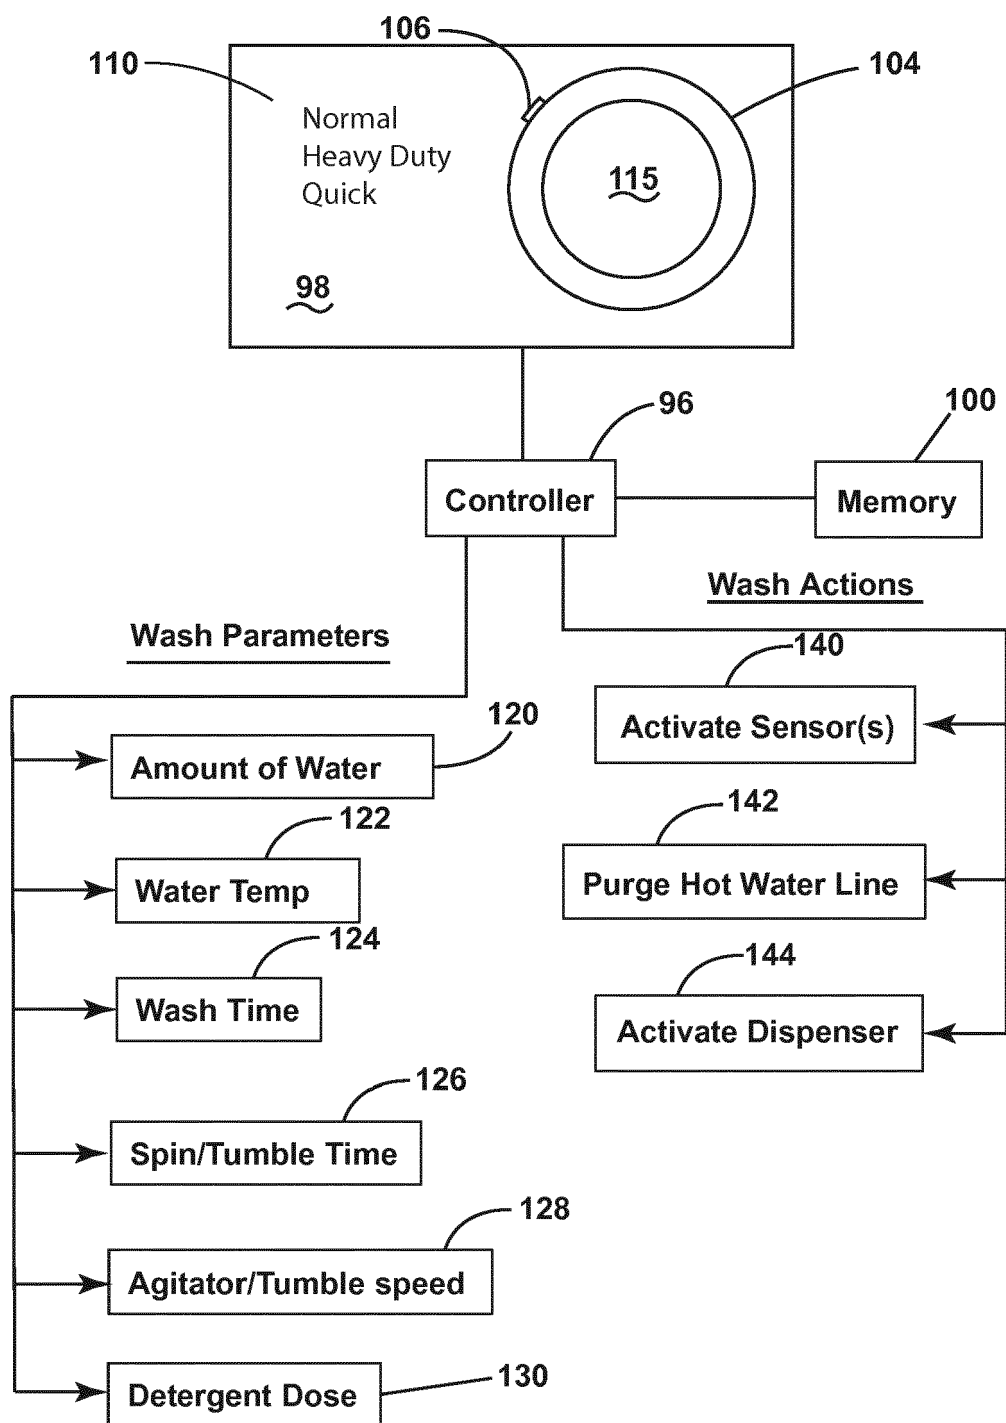 106
110
104
Normal
Heavy Duty
Quick
115
98
96
100
Controller
Memory
Wash Actions
Wash Parameters
140
Activate Sensor(s)
120
Amount of Water
142
122
Purge Hot Water Line
Water Temp
124
144
Wash Time
Activate Dispenser
126
Spin/Tumble Time
128
Agitator/Tumble speed
130
Detergent Dose